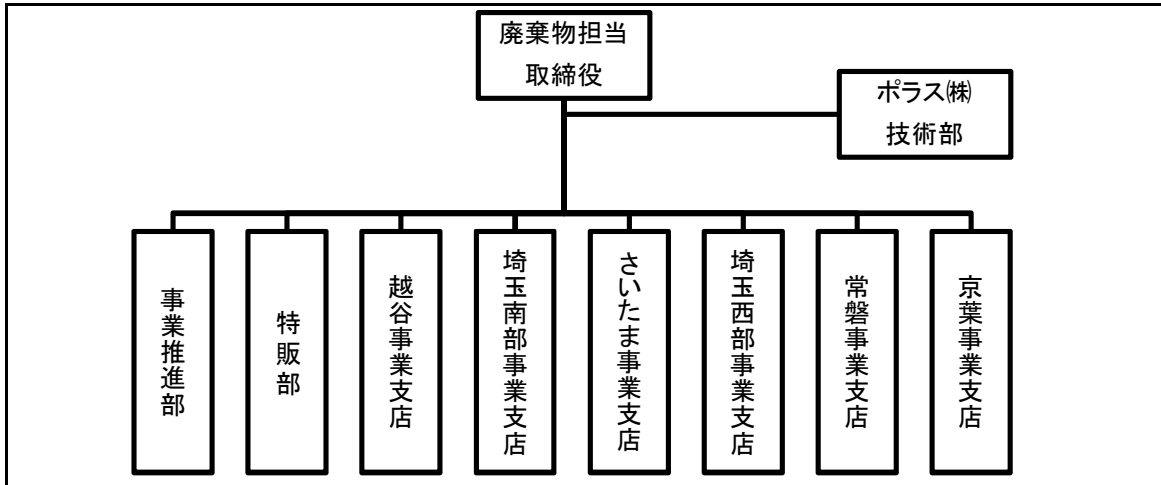 廃棄物担当
取締役
ポラス㈱
技術部
事業推進部
特販部
越谷事業支店
埼玉南部事業支店
さいたま事業支店
埼玉西部事業支店
常磐事業支店
京葉事業支店